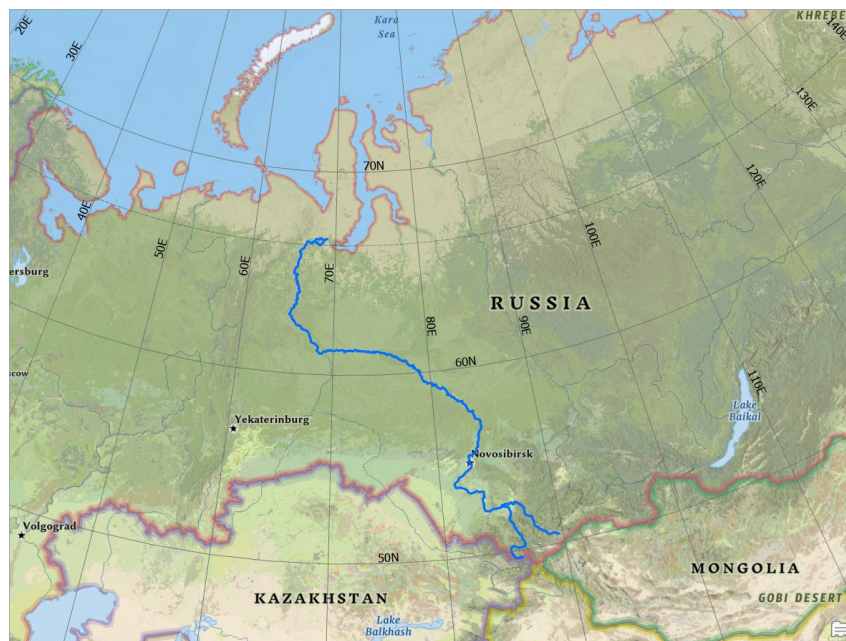 20E
30E
Kara
Sea
KHREBE
140E
130E
70N
120E
40E
50E
60E
70E
100E
ersburg
RUSSIA
80E
90E
60N
scow
110E
Lake
Baikal
Yekaterinburg
Novosibirsk
Volgograd
50N
MONGOLIA
KAZAKHSTAN
GOBI DESERT
Lake
Balkhash